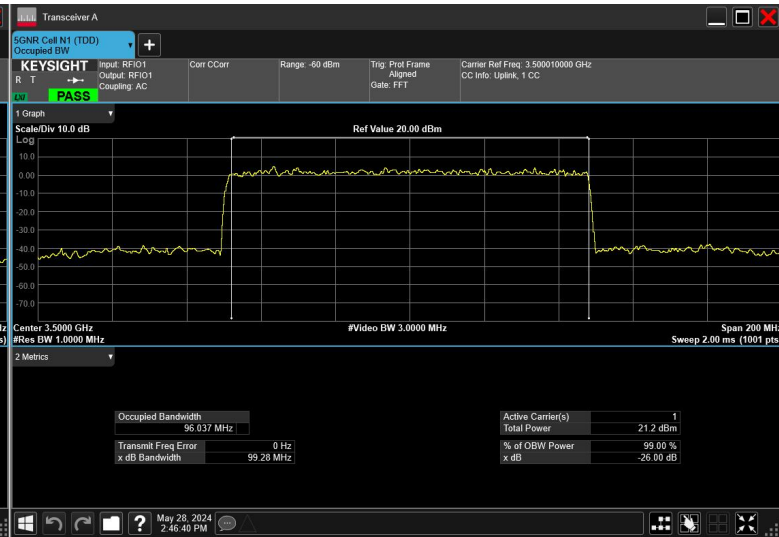 Transceiver A
5GNR Cell N1 (TDD)
Occupied BW
+
KEYSIGHT
R T
LXI
PASS
Input: RFIO1
Output: RFIO1
Coupling: AC
Corr CCorr
Range: -60 dBm
Trig: Prot Frame
Aligned
Gate: FFT
Carrier Ref Freq: 3.500010000 GHz
CC Info: Uplink, 1 CC
1 Graph
Scale/Div 10.0 dB
Ref Value 20.00 dBm
Log
10.0
0.00
-10.0
-20.0
-30.0
-40.0
-50.0
-60.0
-70.0
Center 3.5000 GHz
#Video BW 3.0000 MHz
Span 200 MHz
#Res BW 1.0000 MHz
Sweep 2.00 ms (1001 pts
2 Metrics
Occupied Bandwidth
96.037 MHz
Transmit Freq Error 0 Hz
x dB Bandwidth 99.28 MHz
Active Carrier(s) 1
Total Power 21.2 dBm
% of OBW Power 99.00 %
x dB -26.00 dB
?
May 28, 2024
2:46:40 PM